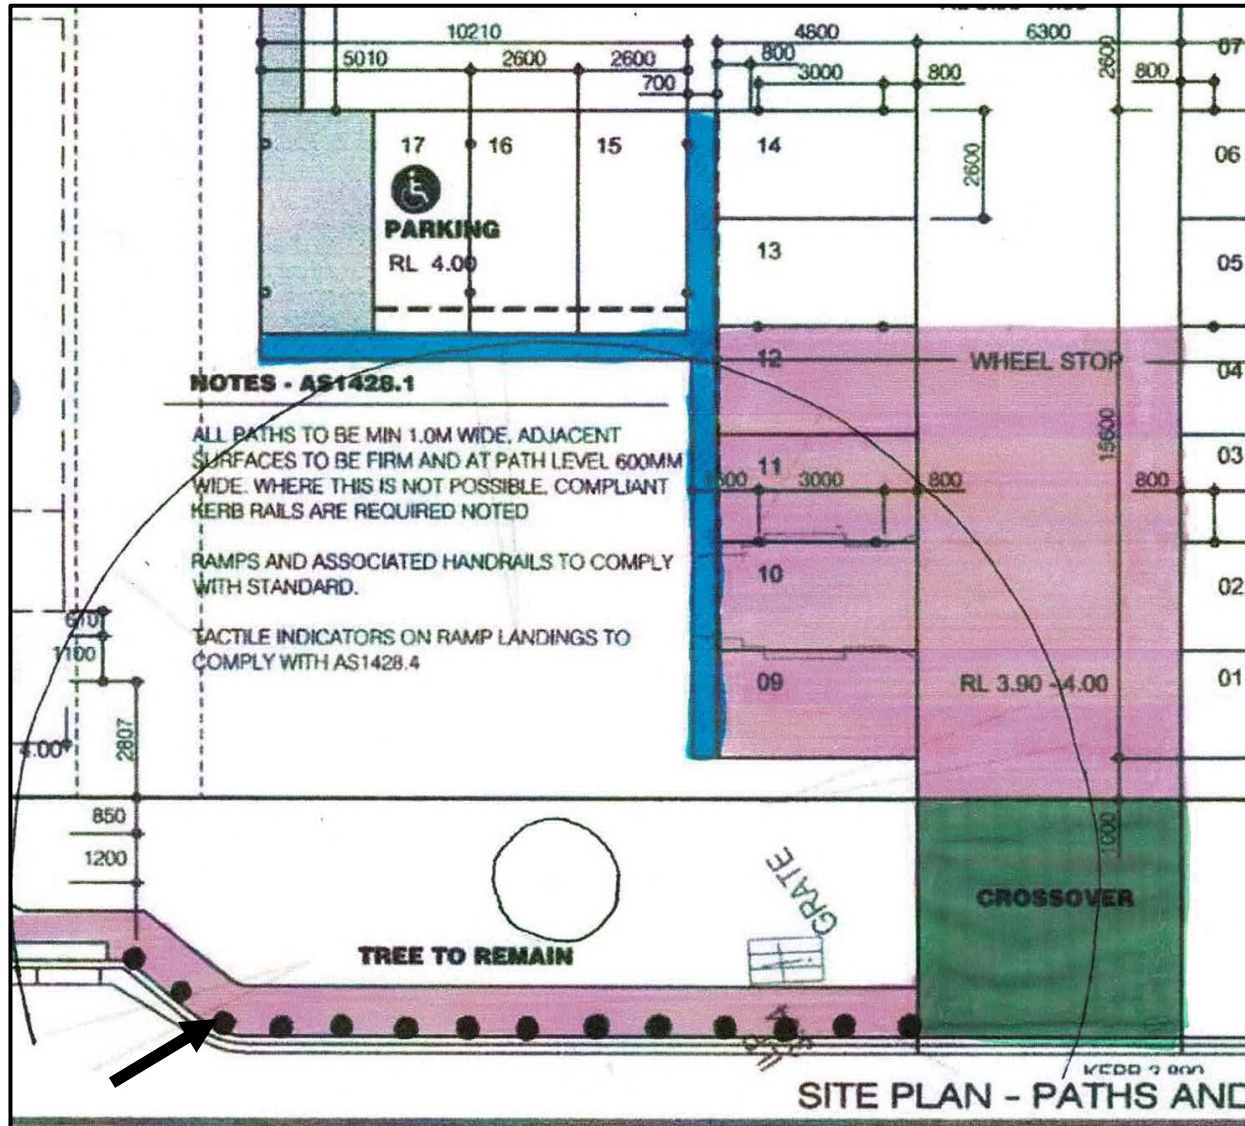 10210
4800
6300
07
5010
2600
2600
800
2600
700
3000
800
800
17
16
15
14
2600
06
PARKING
RL 4.00
13
05
12
WHEEL STOP
04
NOTES - AS1428.1
ALL PATHS TO BE MIN 1.0M WIDE, ADJACENT
SURFACES TO BE FIRM AND AT PATH LEVEL 600MM
WIDE. WHERE THIS IS NOT POSSIBLE, COMPLIANT
KERB RAILS ARE REQUIRED NOTED
RAMPS AND ASSOCIATED HANDRAILS TO COMPLY
WITH STANDARD.
TACTILE INDICATORS ON RAMP LANDINGS TO
COMPLY WITH AS1428.4
15600
11
03
3000
800
800
10
02
610
1100
09
RL 3.90 -4.00
01
2807
4.00
850
1200
1000
GRATE
CROSSOVER
TREE TO REMAIN
SITE PLAN - PATHS AND